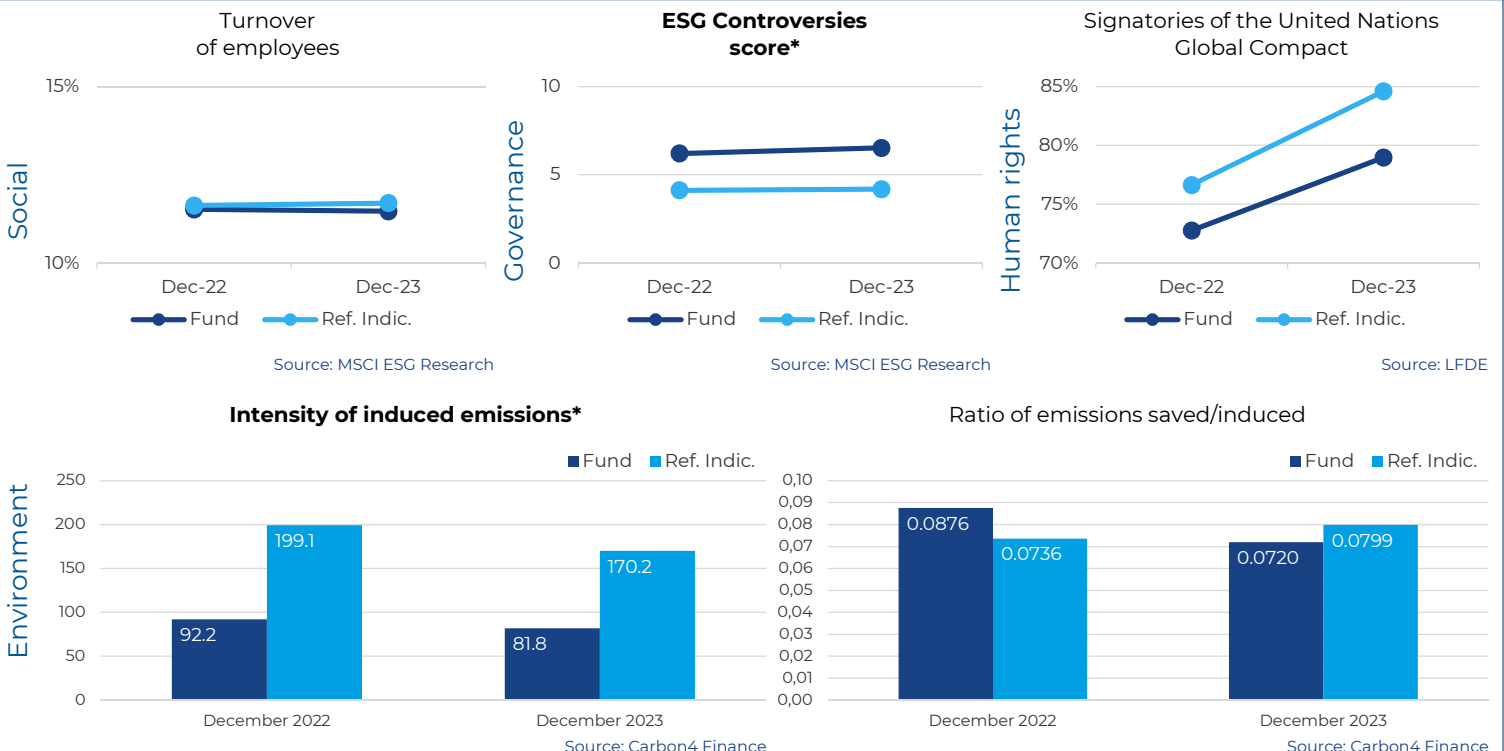 Turnover
of employees
15%
10%
Social
Dec-22
Dec-23
Fund
Ref. Indic.
Source: MSCI ESG Research
ESG Controversies
score*
10
5
0
Governance
Dec-22
Dec-23
Fund
Ref. Indic.
Source: MSCI ESG Research
Signatories of the United Nations
Global Compact
85%
80%
75%
70%
Human rights
Dec-22
Dec-23
Fund
Ref. Indic.
Source: LFDE
Intensity of induced emissions*
Fund
Ref. Indic.
250
200
150
100
50
0
Environment
92.2
199.1
81.8
170.2
December 2022
December 2023
Source: Carbon4 Finance
Ratio of emissions saved/induced
Fund
Ref. Indic.
0,10
0,09
0,08
0,07
0,06
0,05
0,04
0,03
0,02
0,01
0,00
0.0876
0.0736
0.0720
0.0799
December 2022
December 2023
Source: Carbon4 Finance